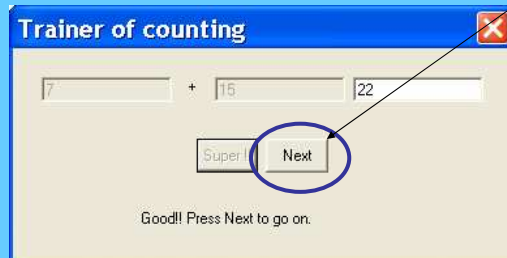 Trainer of counting
7 + 15 22
Super!! Next
Good!! Press Next to go on.